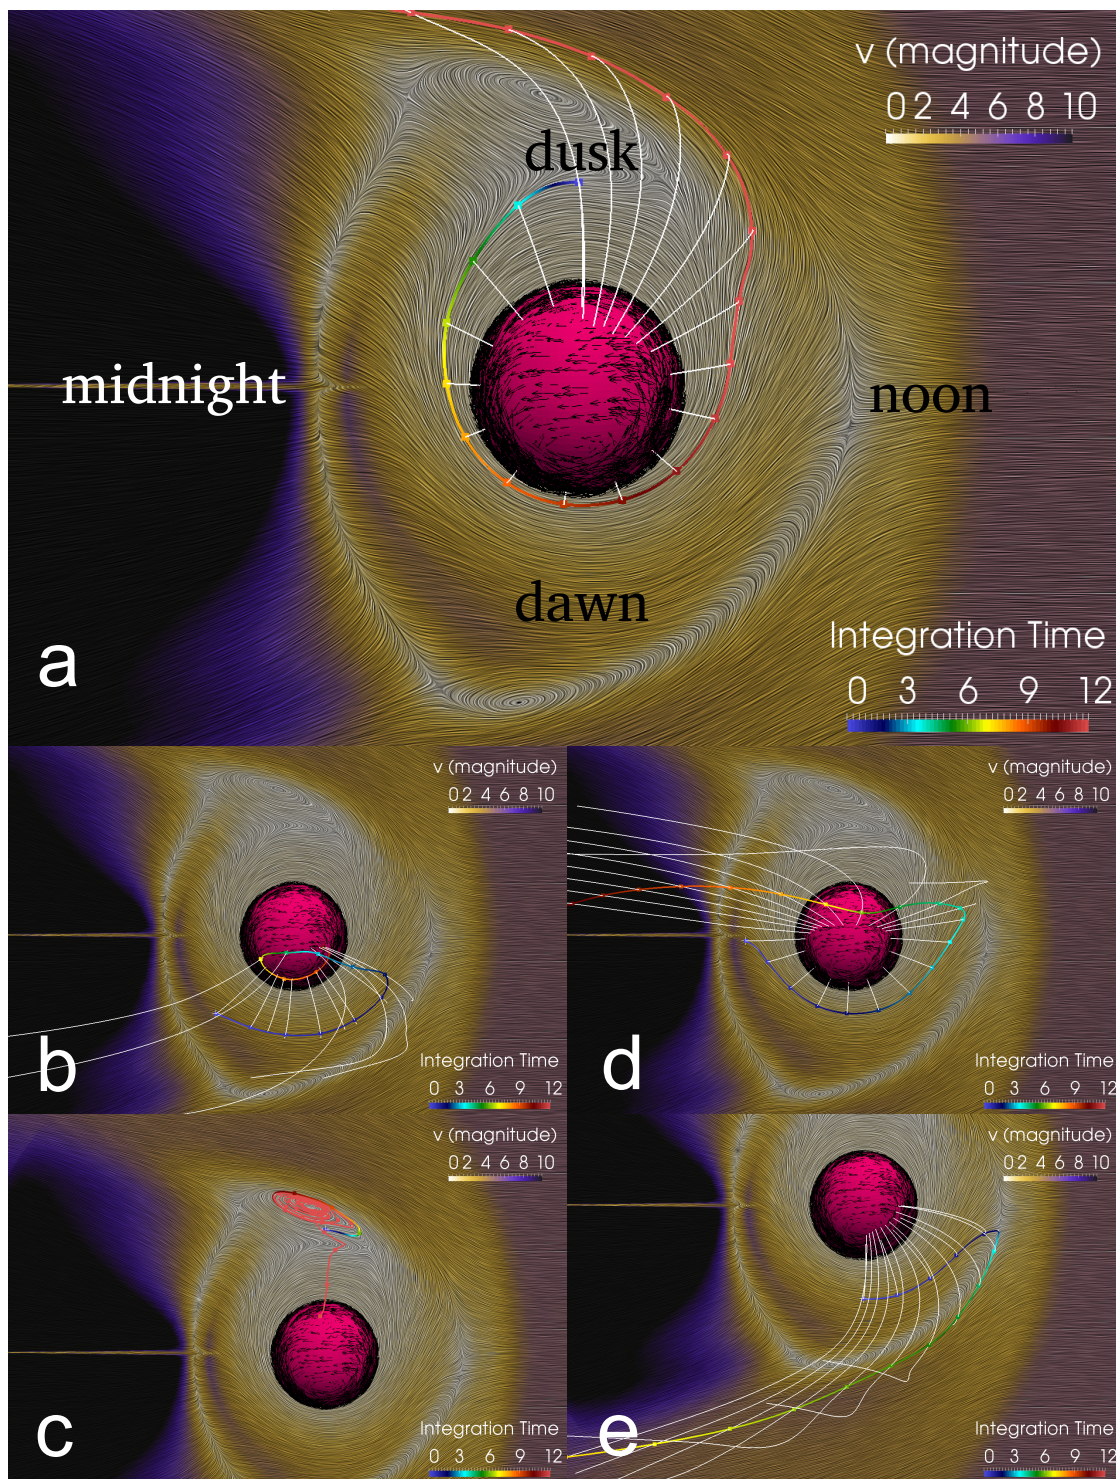 v (magnitude)
0 2 4 6 8 10
dusk
midnight
noon
dawn
a
Integration Time
0 3 6 9 12
v (magnitude)
0 2 4 6 8 10
b
Integration Time
0 3 6 9 12
v (magnitude)
0 2 4 6 8 10
d
Integration Time
0 3 6 9 12
v (magnitude)
0 2 4 6 8 10
c
Integration Time
0 3 6 9 12
v (magnitude)
0 2 4 6 8 10
e
Integration Time
0 3 6 9 12